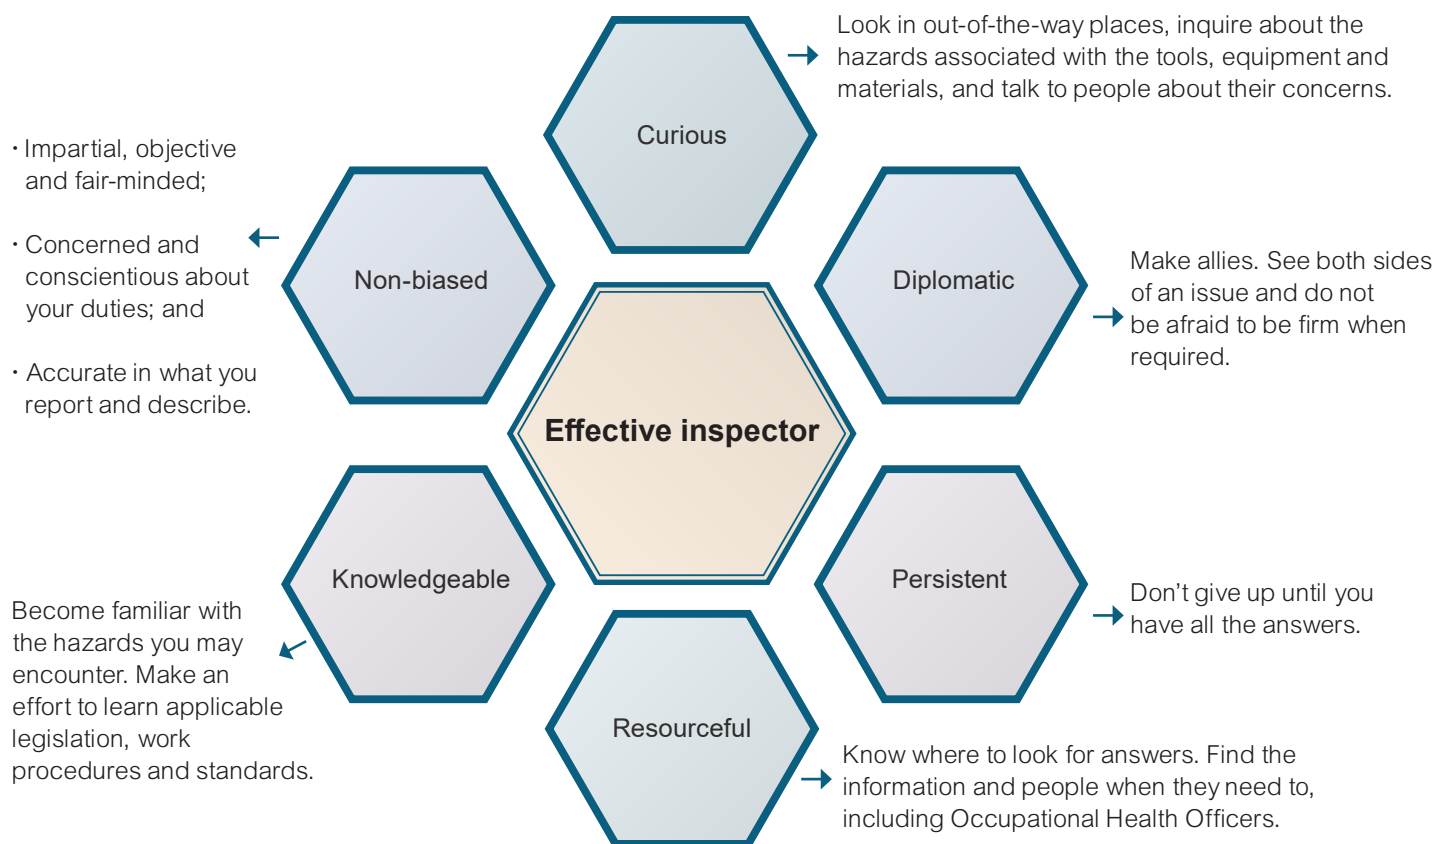 Curious
Look in out-of-the-way places, inquire about the
hazards associated with the tools, equipment and
materials, and talk to people about their concerns.
Diplomatic
Make allies. See both sides
of an issue and do not
be afraid to be firm when
required.
Persistent
Don’t give up until you
have all the answers.
Resourceful
Know where to look for answers. Find the
information and people when they need to,
including Occupational Health Officers.
Knowledgeable
Become familiar with
the hazards you may
encounter. Make an
effort to learn applicable
legislation, work
procedures and standards.
Non-biased
· Impartial, objective
and fair-minded;
· Concerned and
conscientious about
your duties; and
· Accurate in what you
report and describe.
Effective inspector